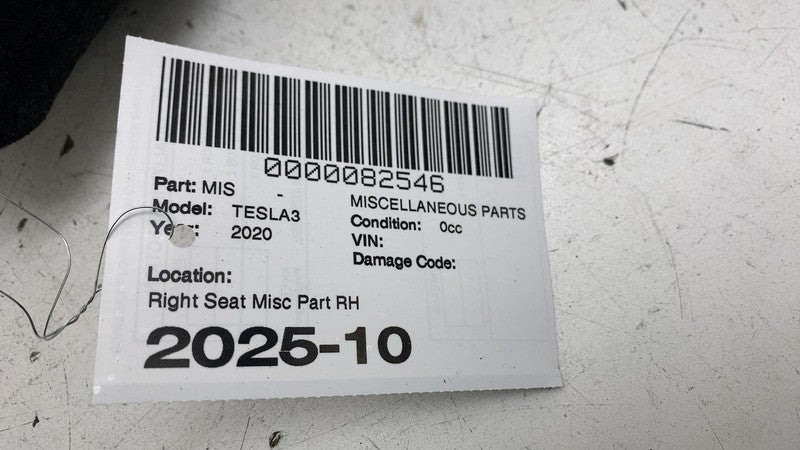 0000082546
Part: MIS - MISCELLANEOUS PARTS
Model: TESLA3 Condition: 0cc
Year: 2020 VIN:
Damage Code:
Location:
Right Seat Misc Part RH
2025-10